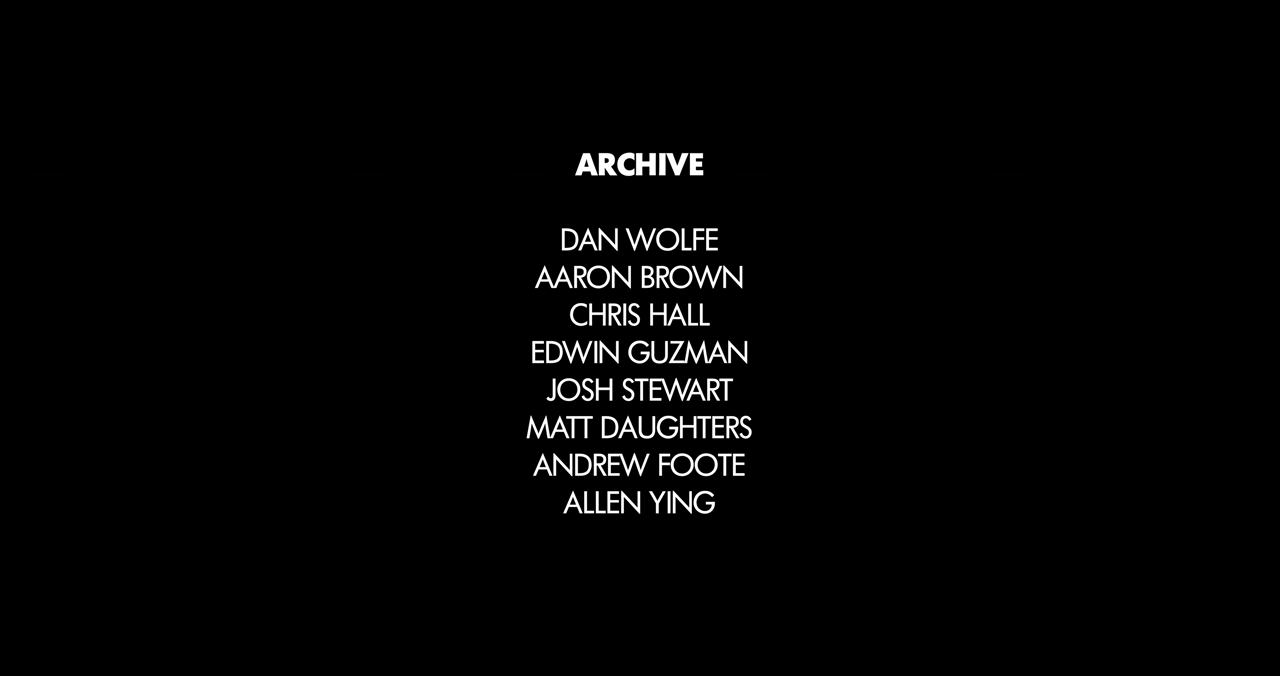 ARCHIVE
DAN WOLFE
AARON BROWN
CHRIS HALL
EDWIN GUZMAN
JOSH STEWART
MATT DAUGHTERS
ANDREW FOOTE
ALLEN YING